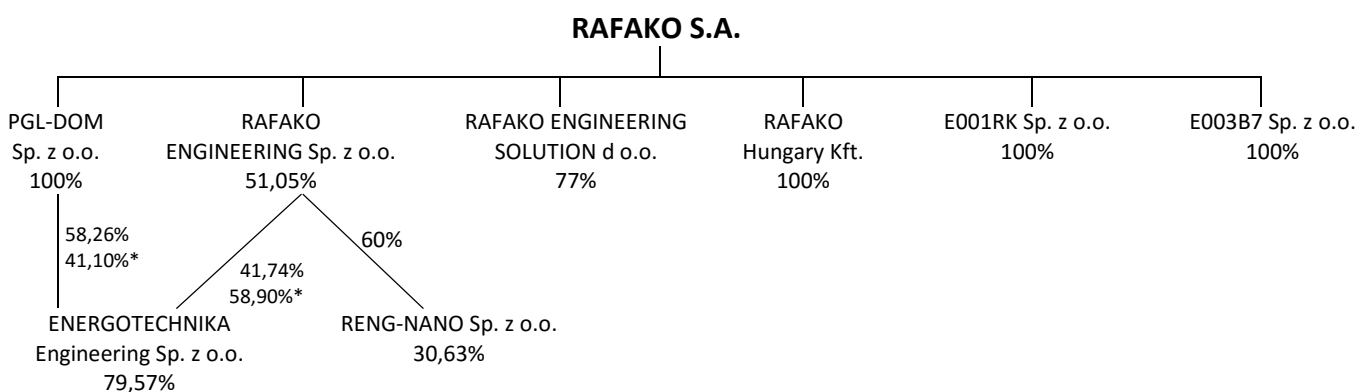 RAFAKO S.A.
PGL-DOM
Sp. z o.o.
100%
RAFAKO
ENGINEERING Sp. z o.o.
51,05%
RAFAKO ENGINEERING
SOLUTION d o.o.
77%
RAFAKO
Hungary Kft.
100%
E001RK Sp. z o.o.
100%
E003B7 Sp. z o.o.
100%
58,26%
41,10%*
41,74%
58,90%*
60%
ENERGOTECHNIKA
Engineering Sp. z o.o.
79,57%
RENG-NANO Sp. z o.o.
30,63%